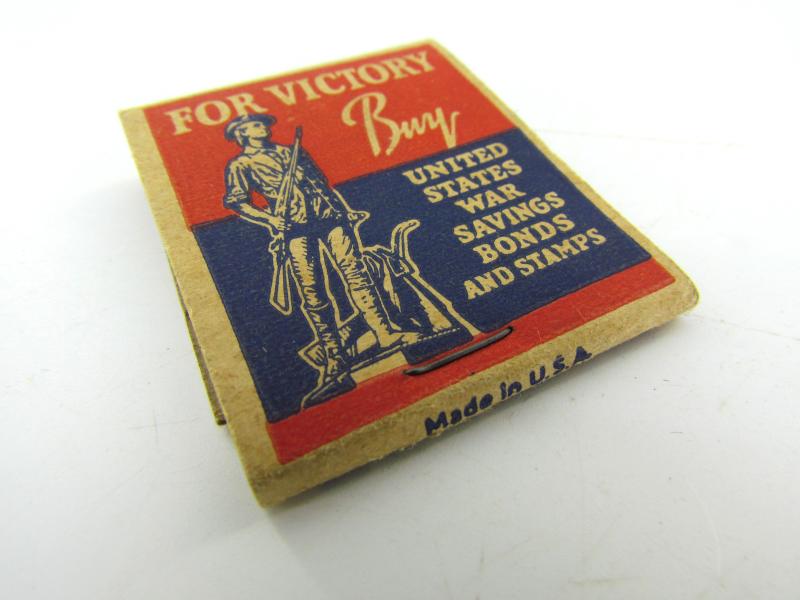 FOR VICTORY
Buy
UNITED
STATES
WAR
SAVINGS
BONDS
AND STAMPS
Made in U.S.A